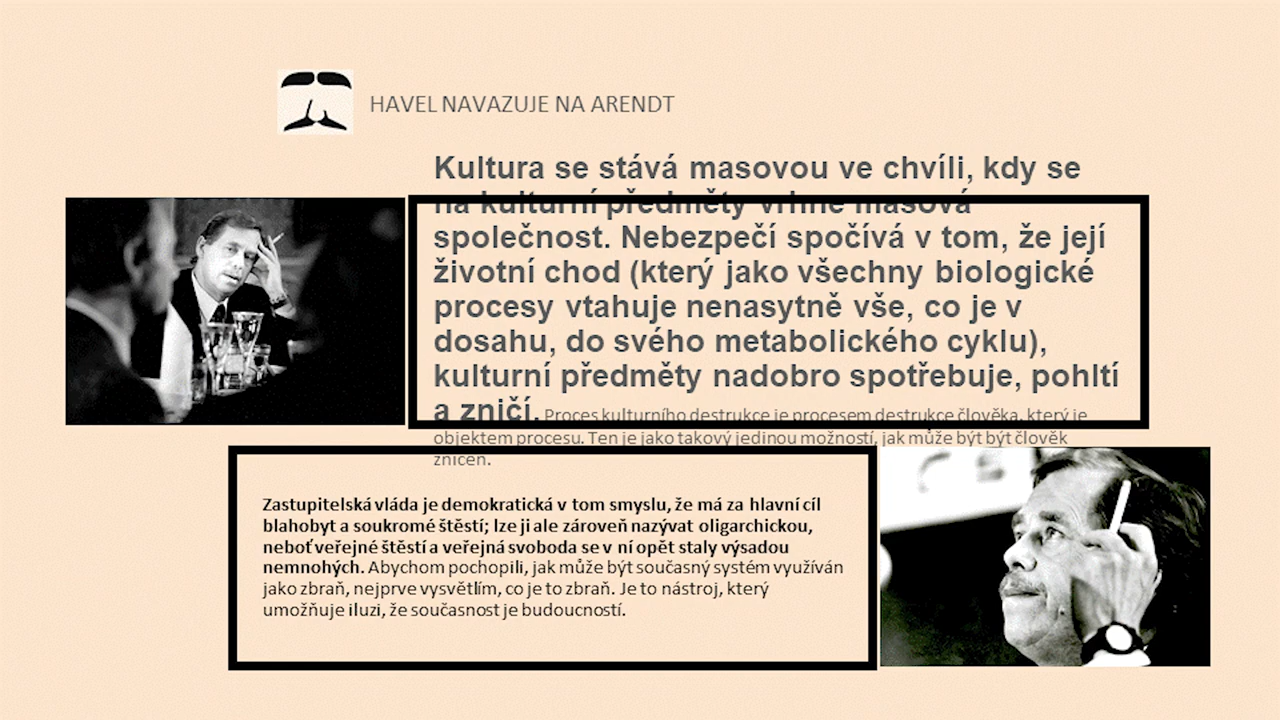 HAVEL NAVAZUJE NA ARENDT
Kultura se stává masovou ve chvíli, kdy se
na kulturní předměty vrhne masová
společnost. Nebezpečí spočívá v tom, že její
životní chod (který jako všechny biologické
procesy vtahuje nenasytně vše, co je v
dosahu, do svého metabolického cyklu),
kulturní předměty nadobro spotřebuje, pohltí
a zničí. Proces kulturního destrukce je procesem destrukce člověka, který je
objektem procesu. Ten je jako takový jedinou možností, jak může být být člověk
zničen.
Zastupitelská vláda je demokratická v tom smyslu, že má za hlavní cíl
blahobyt a soukromé štěstí; lze ji ale zároveň nazývat oligarchickou,
neboť veřejné štěstí a veřejná svoboda se v ní opět staly výsadou
nemnohých. Abychom pochopili, jak může být současný systém využíván
jako zbraň, nejprve vysvětlím, co je to zbraň. Je to nástroj, který
umožňuje iluzi, že současnost je budoucností.